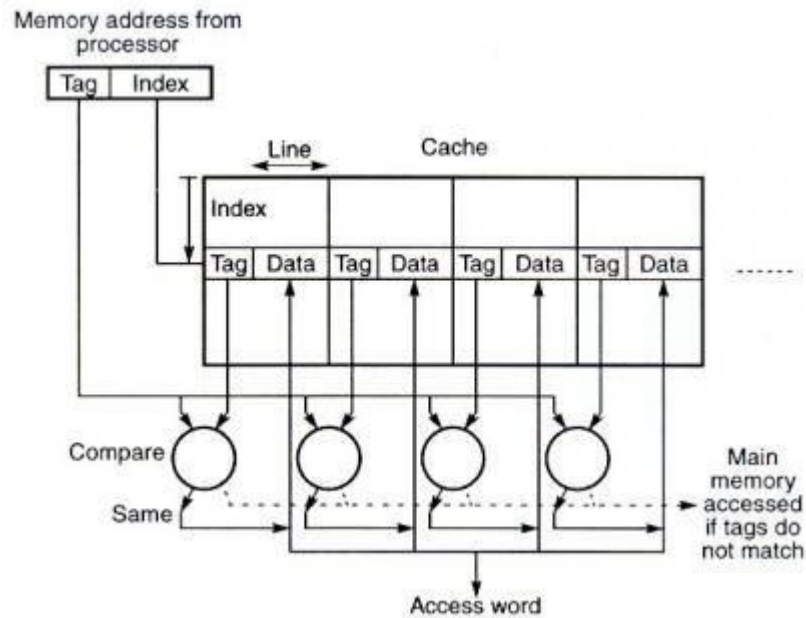 Memory address from
processor
Tag Index
Line Cache
Index
Tag Data Tag Data Tag Data Tag Data
Compare
Same
Main
memory
accessed
if tags do
not match
Access word